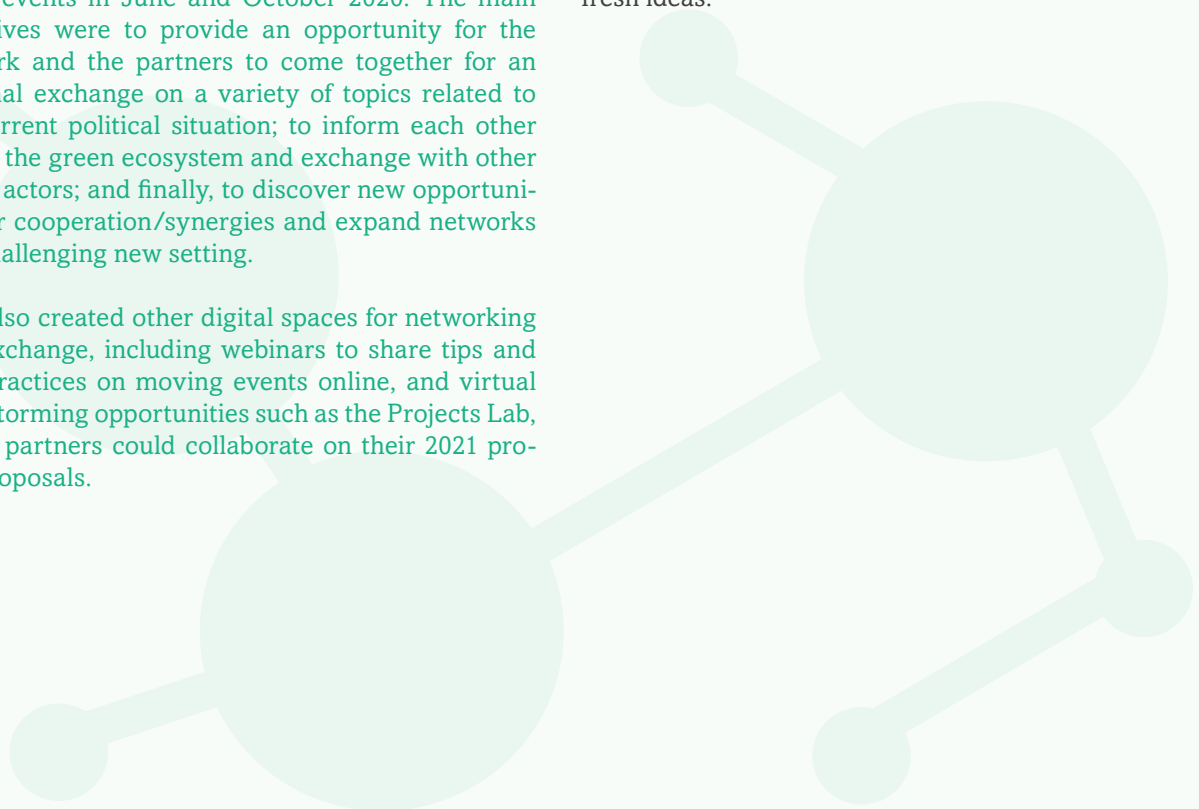 events in June and October 2020. The main
ives were to provide an opportunity for the
rk and the partners to come together for an
nal exchange on a variety of topics related to
rrent political situation; to inform each other
the green ecosystem and exchange with other
actors; and finally, to discover new opportuni-
r cooperation/synergies and expand networks
allenging new setting.
lso created other digital spaces for networking
xchange, including webinars to share tips and
ractices on moving events online, and virtual
torming opportunities such as the Projects Lab,
partners could collaborate on their 2021 pro-
oposals.
fresh ideas.